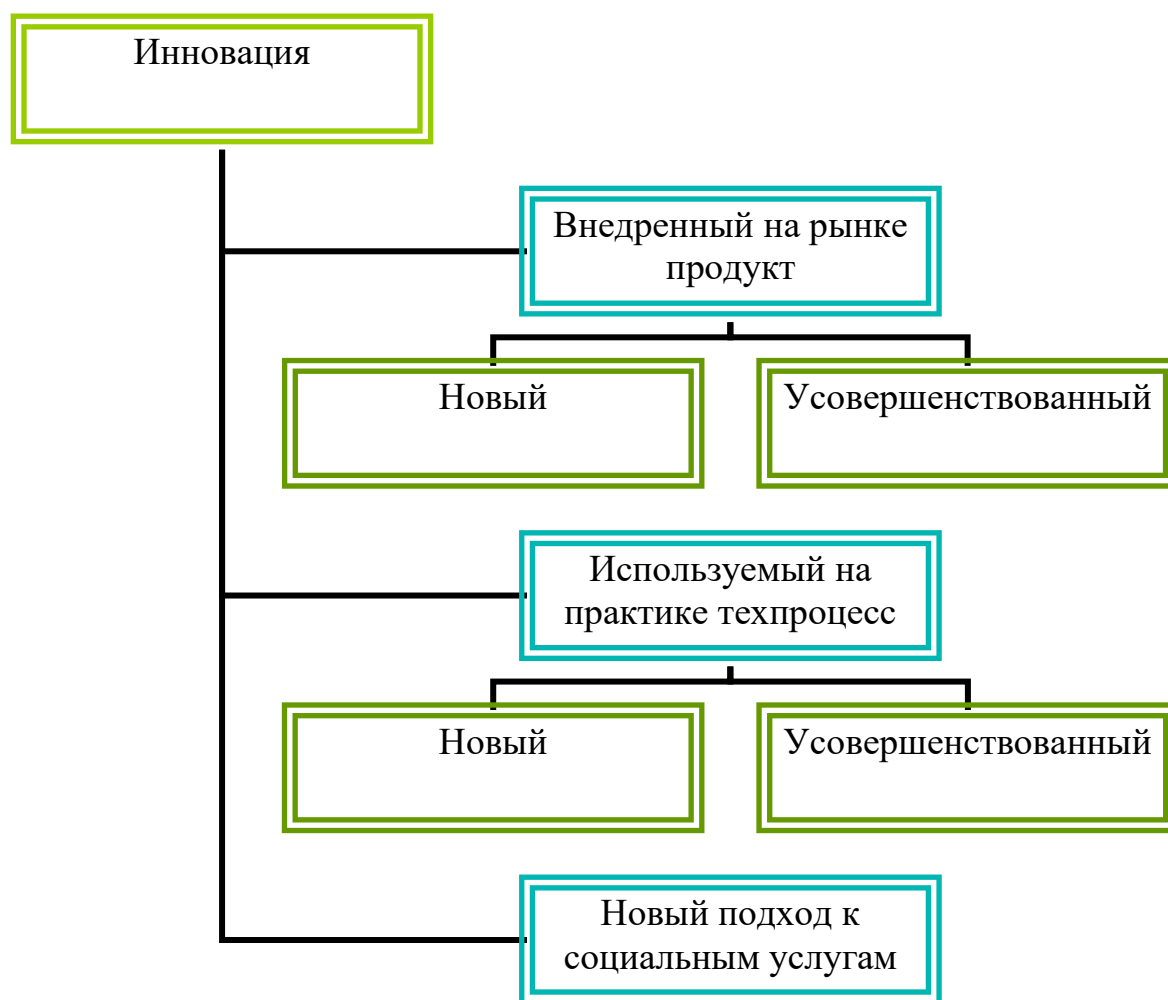 Инновация
Внедренный на рынке
продукт
Новый
Усовершенствованный
Используемый на
практике техпроцесс
Новый
Усовершенствованный
Новый подход к
социальным услугам